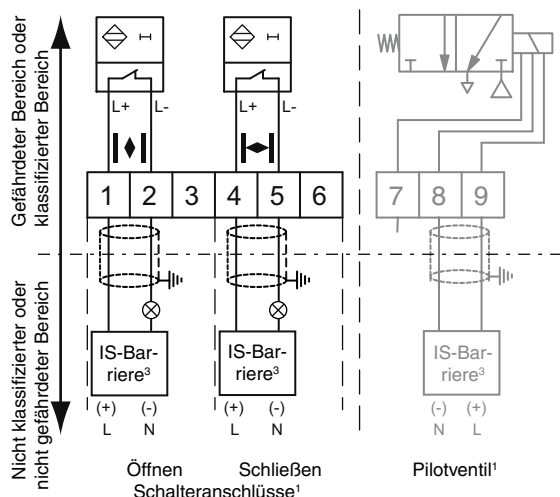 Gefährdeter Bereich oder
klassifizierter Bereich
Nicht klassifizierter oder
nicht gefährdeter Bereich
L+ L- L+ L-
1 2 3 4 5 6 7 8 9
IS-Bar-
riere³
IS-Bar-
riere³
IS-Bar-
riere³
(+) (-) (+) (-) (-) (+)
L N L N N L
Öffnen Schließen Pilotventil¹
Schalteranschlüsse¹